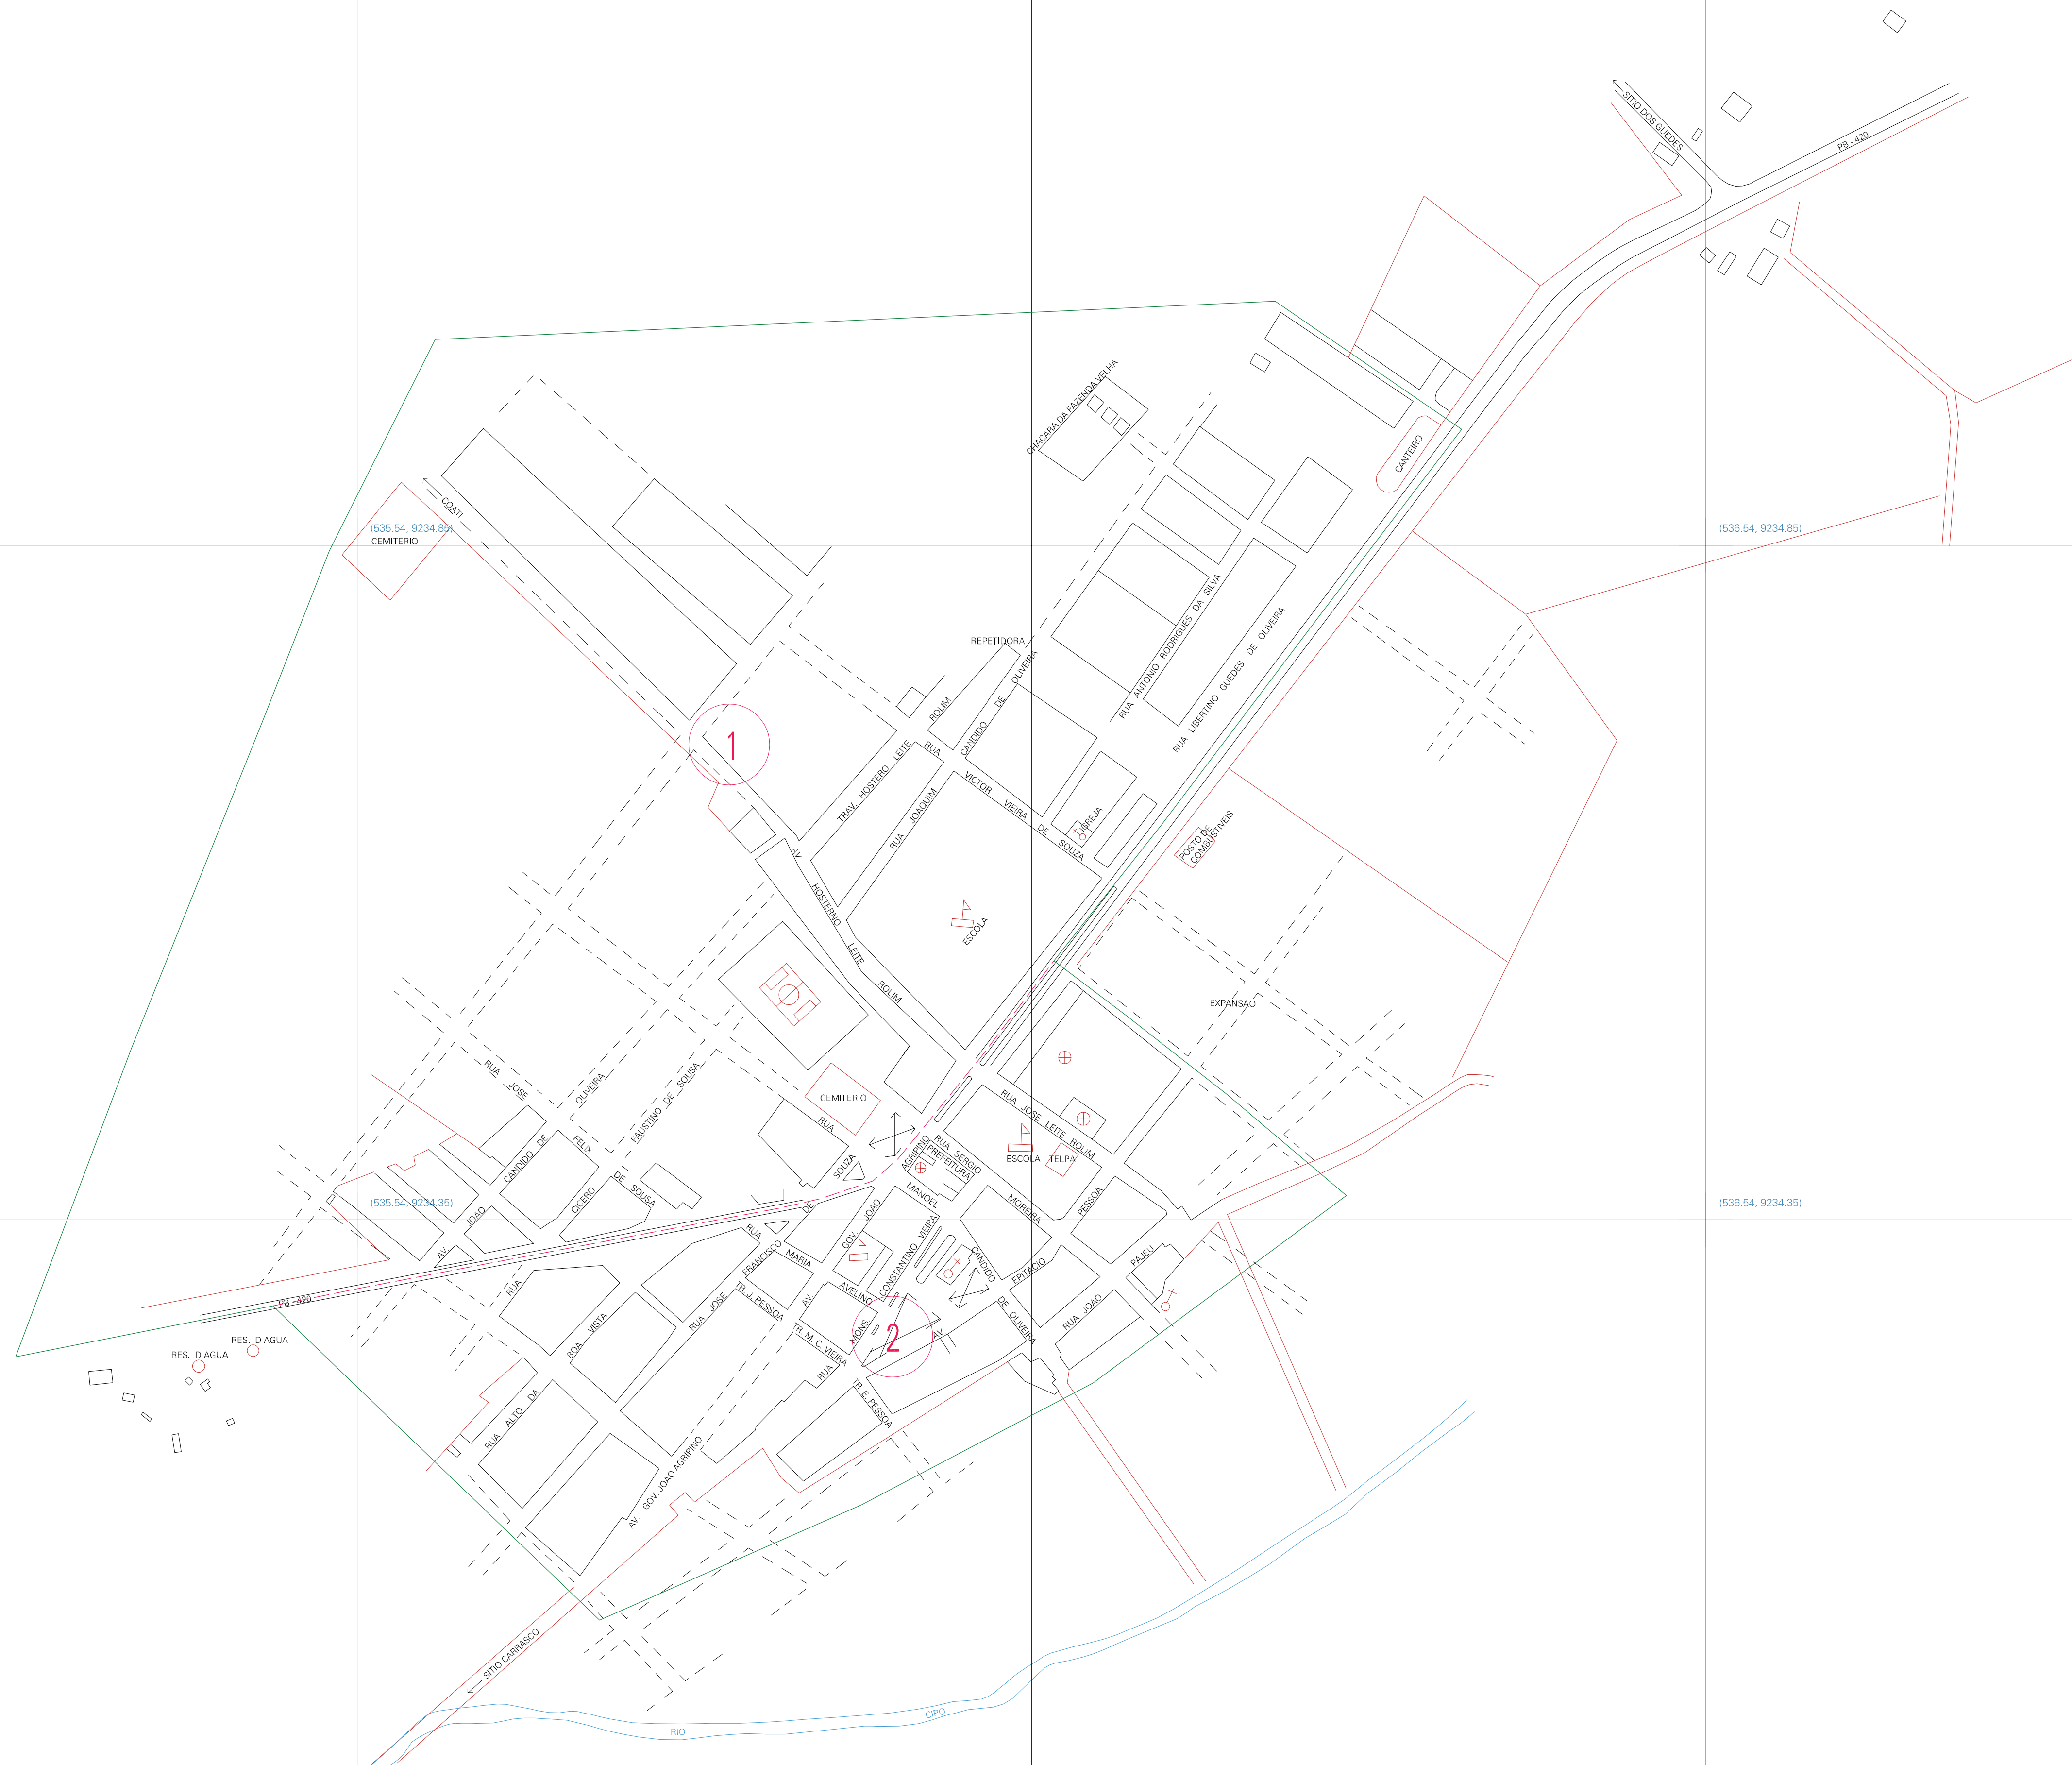 SITIO DOS GUEDES
PB - 420
CHACARA DA FAZENDA VELHA
CANTEIRO
COATI
(535.54, 9234.85)
CEMITERIO
(536.54, 9234.85)
REPETIDORA
RUA ANTONIO RODRIGUES DA SILVA
RUA LIBERTINO GUEDES DE OLIVEIRA
CANDIDO DE OLIVEIRA
ROLIM
1
RUA
TRAV. HOSTERO LEITE
RUA JOAQUIM
VICTOR VIEIRA DE SOUZA
IGREJA
POSTO DE
COMBUSTIVEIS
AV. HOSTERNO LEITE ROLIM
ESCOLA
EXPANSAO
RUA JOSE
OLIVEIRA
FAUSTINO DE SOUSA
CEMITERIO
RUA
RUA JOSE LEITE ROLIM
FELIX
CANDIDO DE
DE SOUSA
CICERO
SOUZA
AGRIPINO
RUA SERGIO
PREFEITURA
ESCOLA
TELPA
(535.54, 9234.35)
(536.54, 9234.35)
MANOEL
MOREIRA
PESSOA
JOAO
AV.
DE
GOV. JOAO
RUA
FRANCISCO
MARIA
CONSTANTINO VIEIRA
CANDIDO
EPITACIO
PAJEU
AVELINO
TR. J. PESSOA
AV.
RUA
BOA VISTA
RUA JOSE
MONS.
TR. M. C. VIEIRA
2
AV.
DE OLIVEIRA
RUA JOAO
PB - 420
RES. D AGUA
RES. D AGUA
RUA
TR. E. PESSOA
RUA ALTO DA
AV. GOV. JOAO AGRIPINO
SITIO CARRASCO
RIO
CIPO